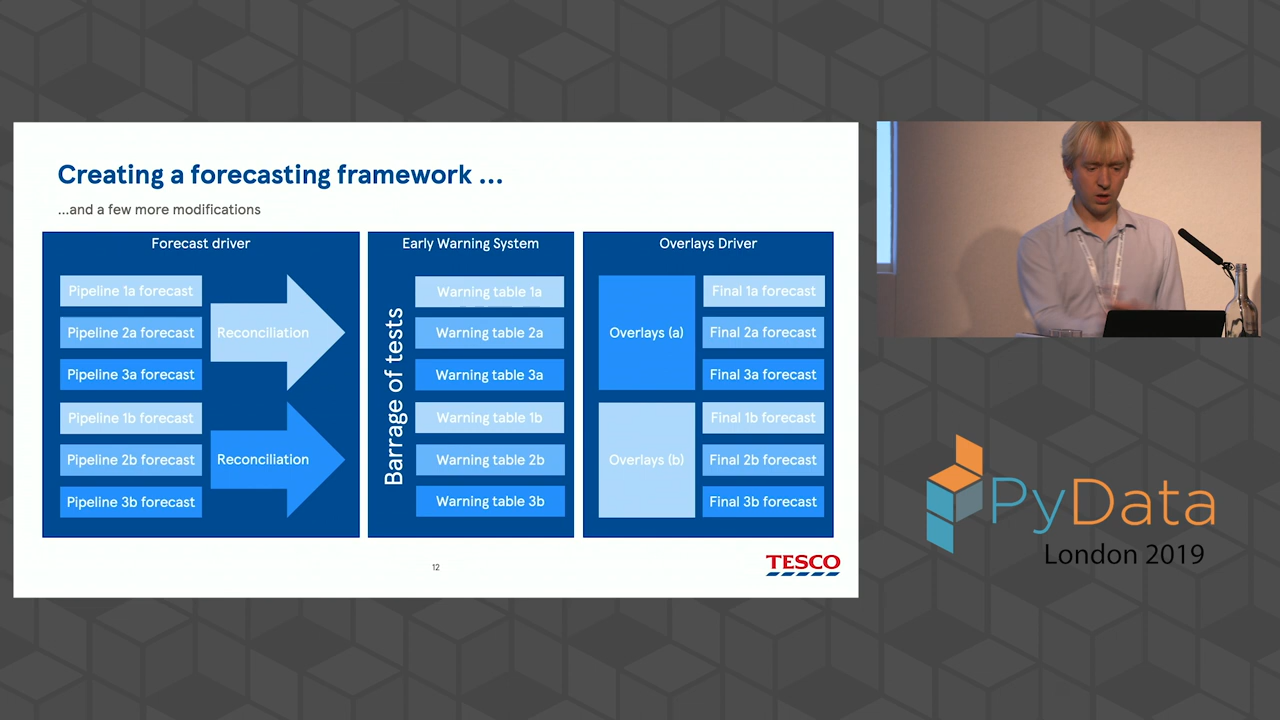 Creating a forecasting framework ...
...and a few more modifications
Forecast driver
Pipeline 1a forecast
Pipeline 2a forecast
Pipeline 3a forecast
Reconciliation
Pipeline 1b forecast
Pipeline 2b forecast
Pipeline 3b forecast
Reconciliation
Early Warning System
Barrage of tests
Warning table 1a
Warning table 2a
Warning table 3a
Warning table 1b
Warning table 2b
Warning table 3b
Overlays Driver
Overlays (a)
Final 1a forecast
Final 2a forecast
Final 3a forecast
Overlays (b)
Final 1b forecast
Final 2b forecast
Final 3b forecast
12
TESCO
PyData
London 2019